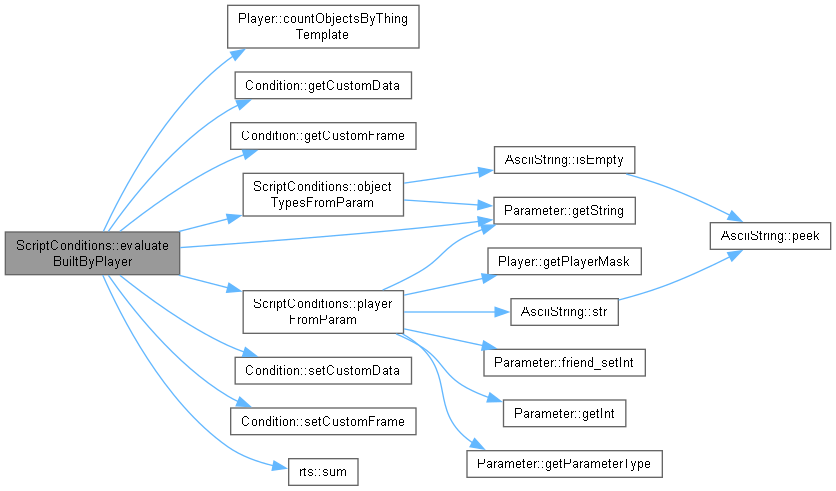 Player::countObjectsByThing
Template
Condition::getCustomData
Condition::getCustomFrame
ScriptConditions::object
TypesFromParam
AsciiString::isEmpty
Parameter::getString
AsciiString::peek
ScriptConditions::evaluate
BuiltByPlayer
Player::getPlayerMask
ScriptConditions::player
FromParam
AsciiString::str
Parameter::friend_setInt
Condition::setCustomData
Condition::setCustomFrame
Parameter::getInt
rts::sum
Parameter::getParameterType